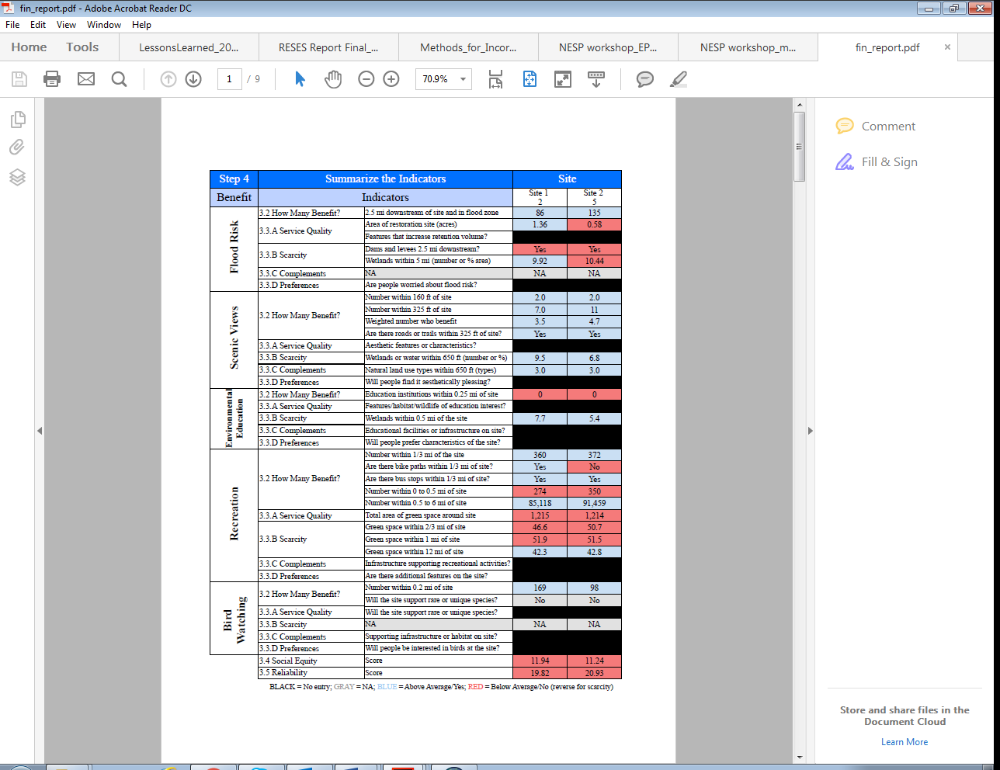 fin_report.pdf - Adobe Acrobat Reader DC
File Edit View Window Help
Home Tools LessonsLearned_20... RESES Report Final_... Methods_for_Incor... NESP workshop_EP... NESP workshop_m... fin_report.pdf ×
1 / 9 70.9%
Comment
Fill & Sign
Step 4 Summarize the Indicators Site
Benefit Indicators Site 1 2 Site 2 5
Flood Risk
3.2 How Many Benefit? 2.5 mi downstream of site and in flood zone 86 135
3.3.A Service Quality Area of restoration site (acres) 1.36 0.58
Features that increase retention volume?
3.3.B Scarcity Dams and levees 2.5 mi downstream? Yes Yes
Wetlands within 5 mi (number or % area) 9.92 10.44
3.3.C Complements NA NA NA
3.3.D Preferences Are people worried about flood risk?
Scenic Views
3.2 How Many Benefit? Number within 160 ft of site 2.0 2.0
Number within 325 ft of site 7.0 11
Weighted number who benefit 3.5 4.7
Are there roads or trails within 325 ft of site? Yes Yes
3.3.A Service Quality Aesthetic features or characteristics?
3.3.B Scarcity Wetlands or water within 650 ft (number or %) 9.5 6.8
3.3.C Complements Natural land use types within 650 ft (types) 3.0 3.0
3.3.D Preferences Will people find it aesthetically pleasing?
Environmental Education
3.2 How Many Benefit? Education institutions within 0.25 mi of site 0 0
3.3.A Service Quality Features/habitat/wildlife of education interest?
3.3.B Scarcity Wetlands within 0.5 mi of the site 7.7 5.4
3.3.C Complements Educational facilities or infrastructure on site?
3.3.D Preferences Will people prefer characteristics of the site?
Recreation
3.2 How Many Benefit? Number within 1/3 mi of the site 360 372
Are there bike paths within 1/3 mi of site? Yes No
Are there bus stops within 1/3 mi of site? Yes Yes
Number within 0 to 0.5 mi of site 274 350
Number within 0.5 to 6 mi of site 85,118 91,459
3.3.A Service Quality Total area of green space around site 1,215 1,214
3.3.B Scarcity Green space within 2/3 mi of site 46.6 50.7
Green space within 1 mi of site 51.9 51.5
Green space within 12 mi of site 42.3 42.8
3.3.C Complements Infrastructure supporting recreational activities?
3.3.D Preferences Are there additional features on the site?
Bird Watching
3.2 How Many Benefit? Number within 0.2 mi of site 169 98
Will the site support rare or unique species? No No
3.3.A Service Quality Will the site support rare or unique species?
3.3.B Scarcity NA NA NA
3.3.C Complements Supporting infrastructure or habitat on site?
3.3.D Preferences Will people be interested in birds at the site?
3.4 Social Equity Score 11.94 11.24
3.5 Reliability Score 19.82 20.93
BLACK = No entry; GRAY = NA; BLUE = Above Average/Yes; RED = Below Average/No (reverse for scarcity)
Store and share files in the
Document Cloud
Learn More